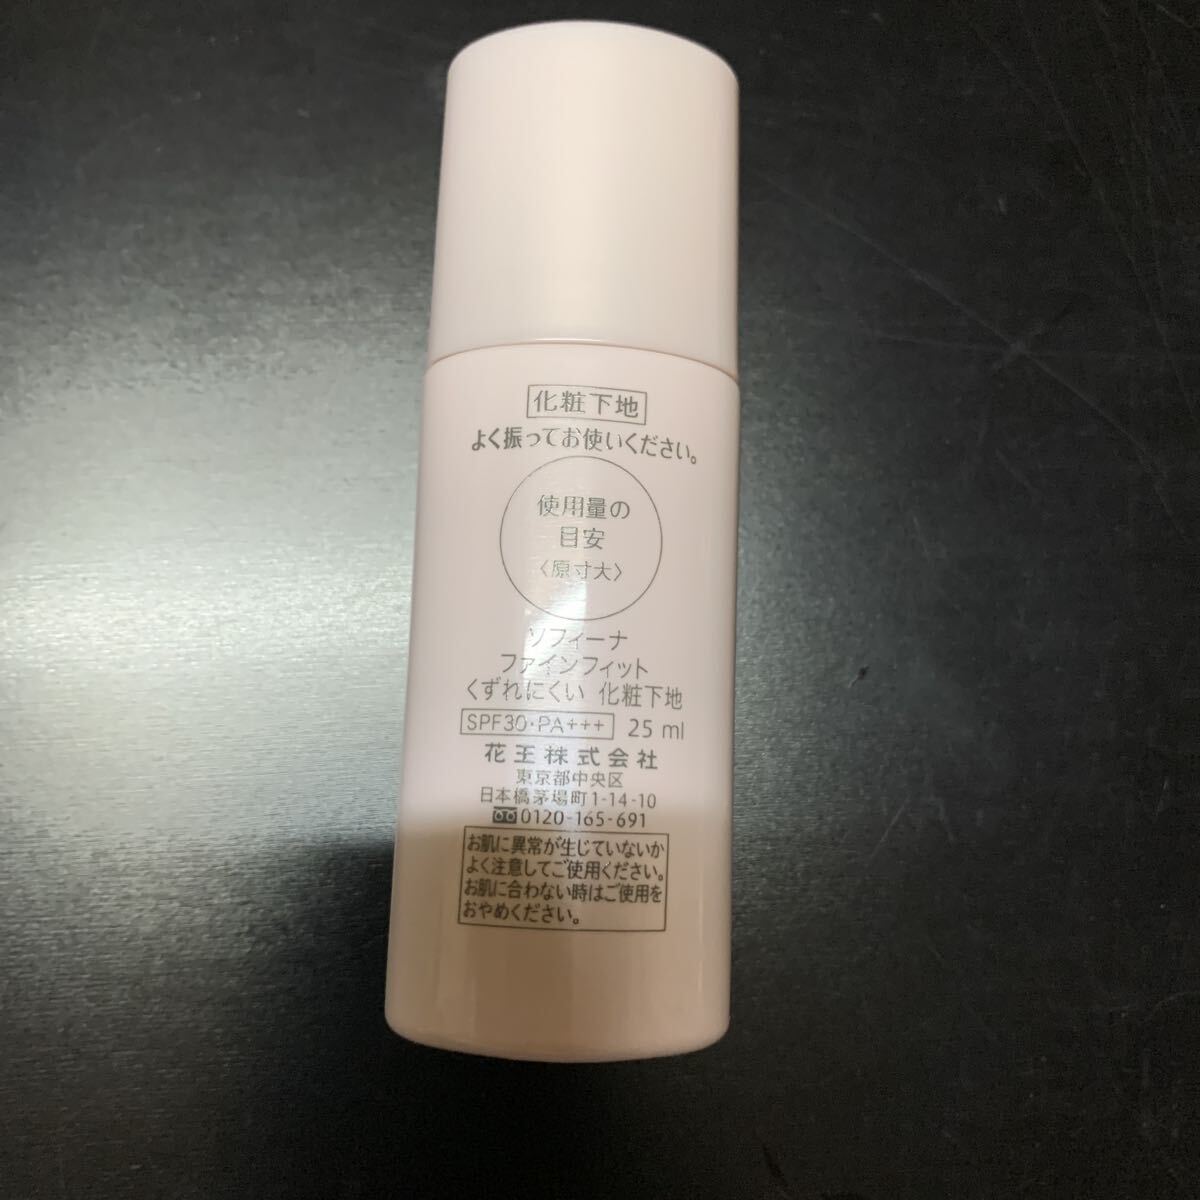 化粧下地
よく振ってお使いください。
使用量の
目安
〈原寸大〉
ソフィーナ
ファインフィット
くずれにくい 化粧下地
SPF30・PA+++ 25 ml
花王株式会社
東京都中央区
日本橋茅場町1-14-10
0120-165-691
お肌に異常が生じていないか
よく注意してご使用ください。
お肌に合わない時はご使用を
おやめください。